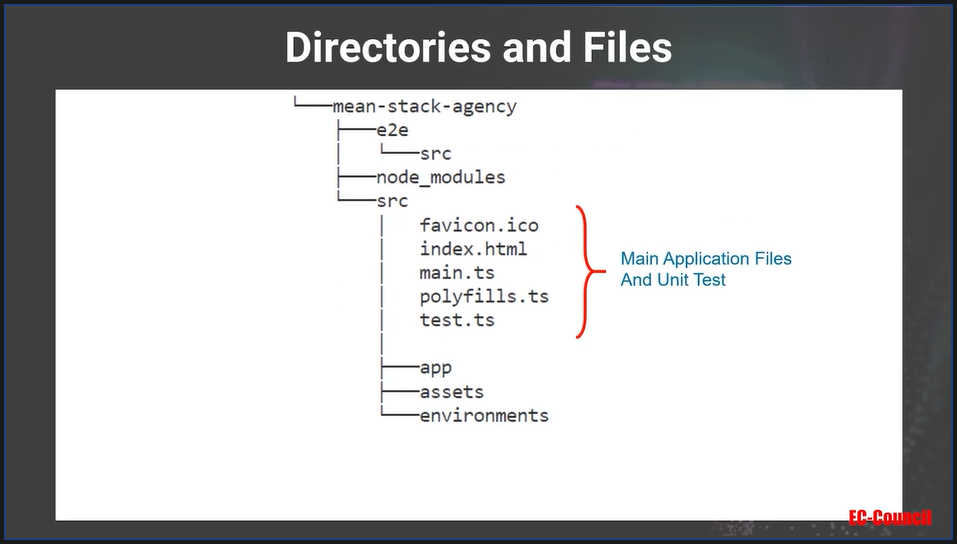 Directories and Files
└──mean-stack-agency
├──e2e
│ └──src
├──node_modules
└──src
│ favicon.ico
│ index.html
│ main.ts
│ polyfills.ts
│ test.ts
│
├──app
├──assets
└──environments
Main Application Files
And Unit Test
EC-Council